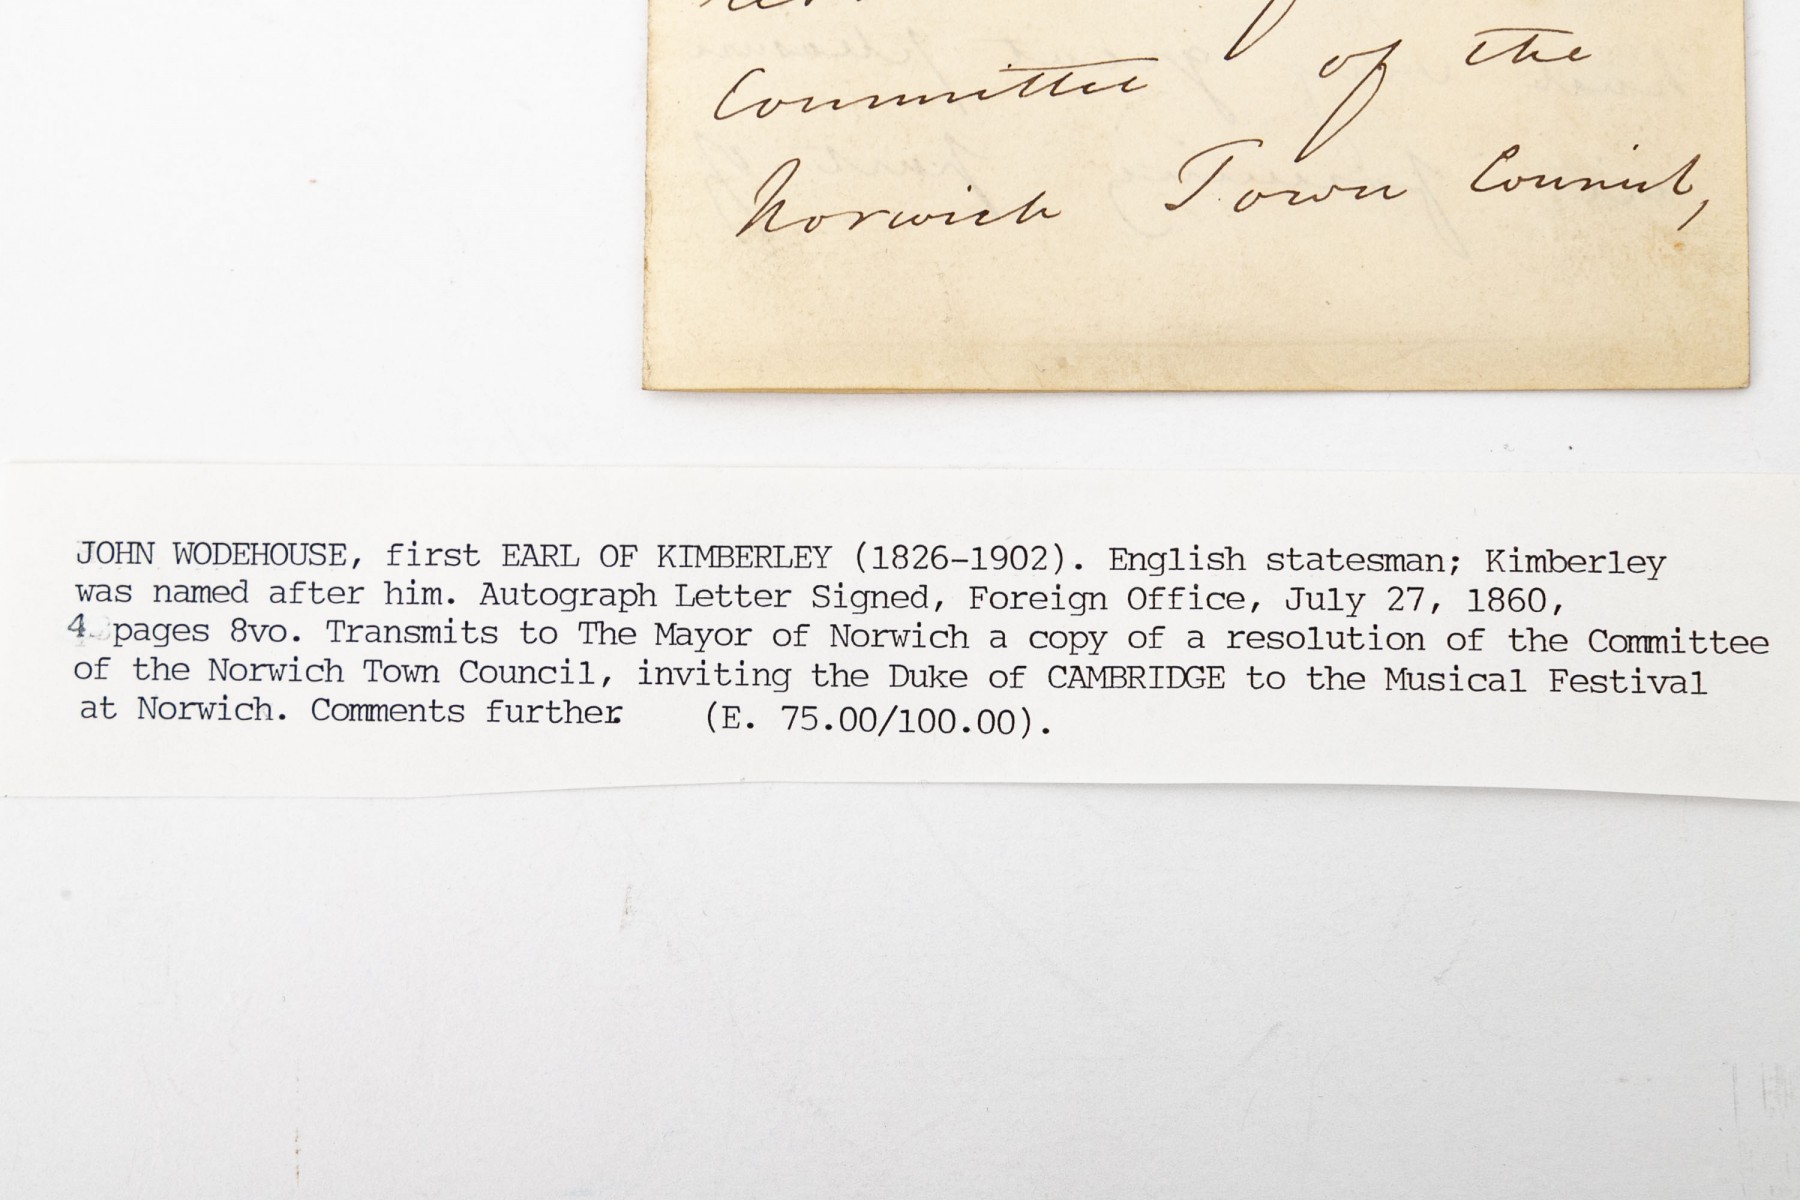 Committee of the
Norwich Town Council,
JOHN WODEHOUSE, first EARL OF KIMBERLEY (1826-1902). English statesman; Kimberley
was named after him. Autograph Letter Signed, Foreign Office, July 27, 1860,
4 pages 8vo. Transmits to The Mayor of Norwich a copy of a resolution of the Committee
of the Norwich Town Council, inviting the Duke of CAMBRIDGE to the Musical Festival
at Norwich. Comments further. (E. 75.00/100.00).